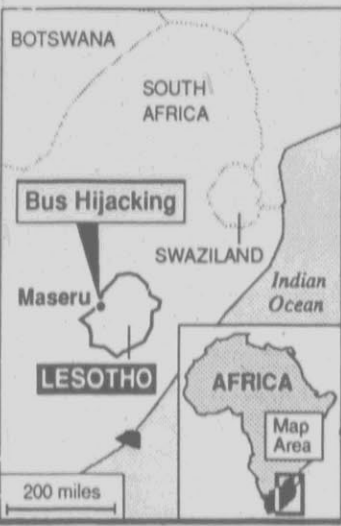 BOTSWANA
SOUTH
AFRICA
Bus Hijacking
SWAZILAND
Maseru
Indian
Ocean
LESOTHO
AFRICA
Map
Area
200 miles